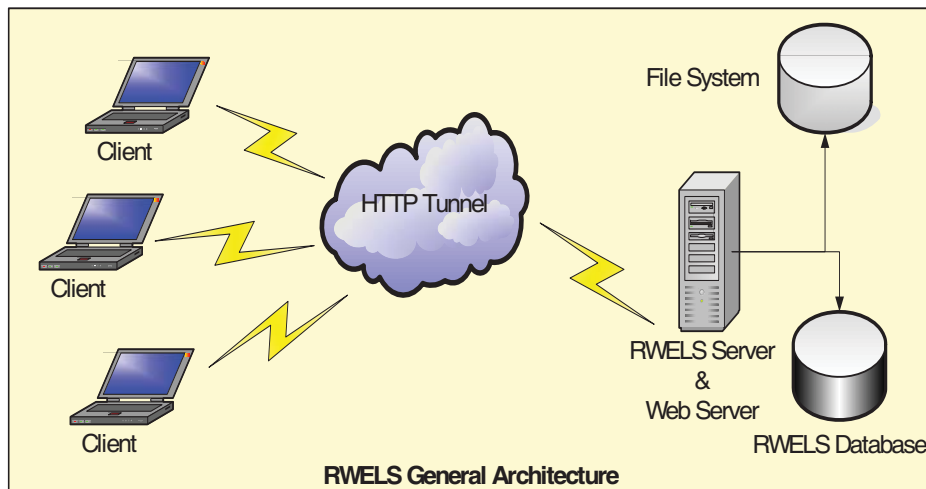 File System
Client
HTTP Tunnel
Client
RWELS Server
&
Web Server
Client
RWELS Database
RWELS General Architecture